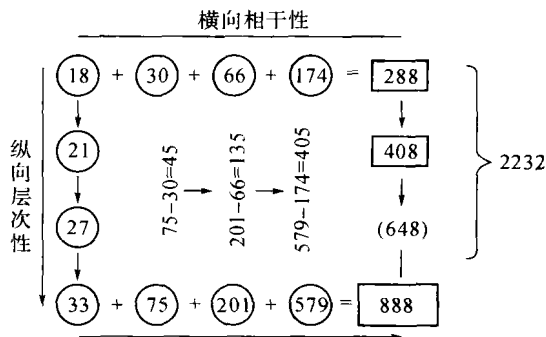 横向相干性
18 + 30 + 66 + 174 = 288
纵向层次性
21
408
27
75-30=45
201-66=135
579-174=405
(648)
2232
33 + 75 + 201 + 579 = 888